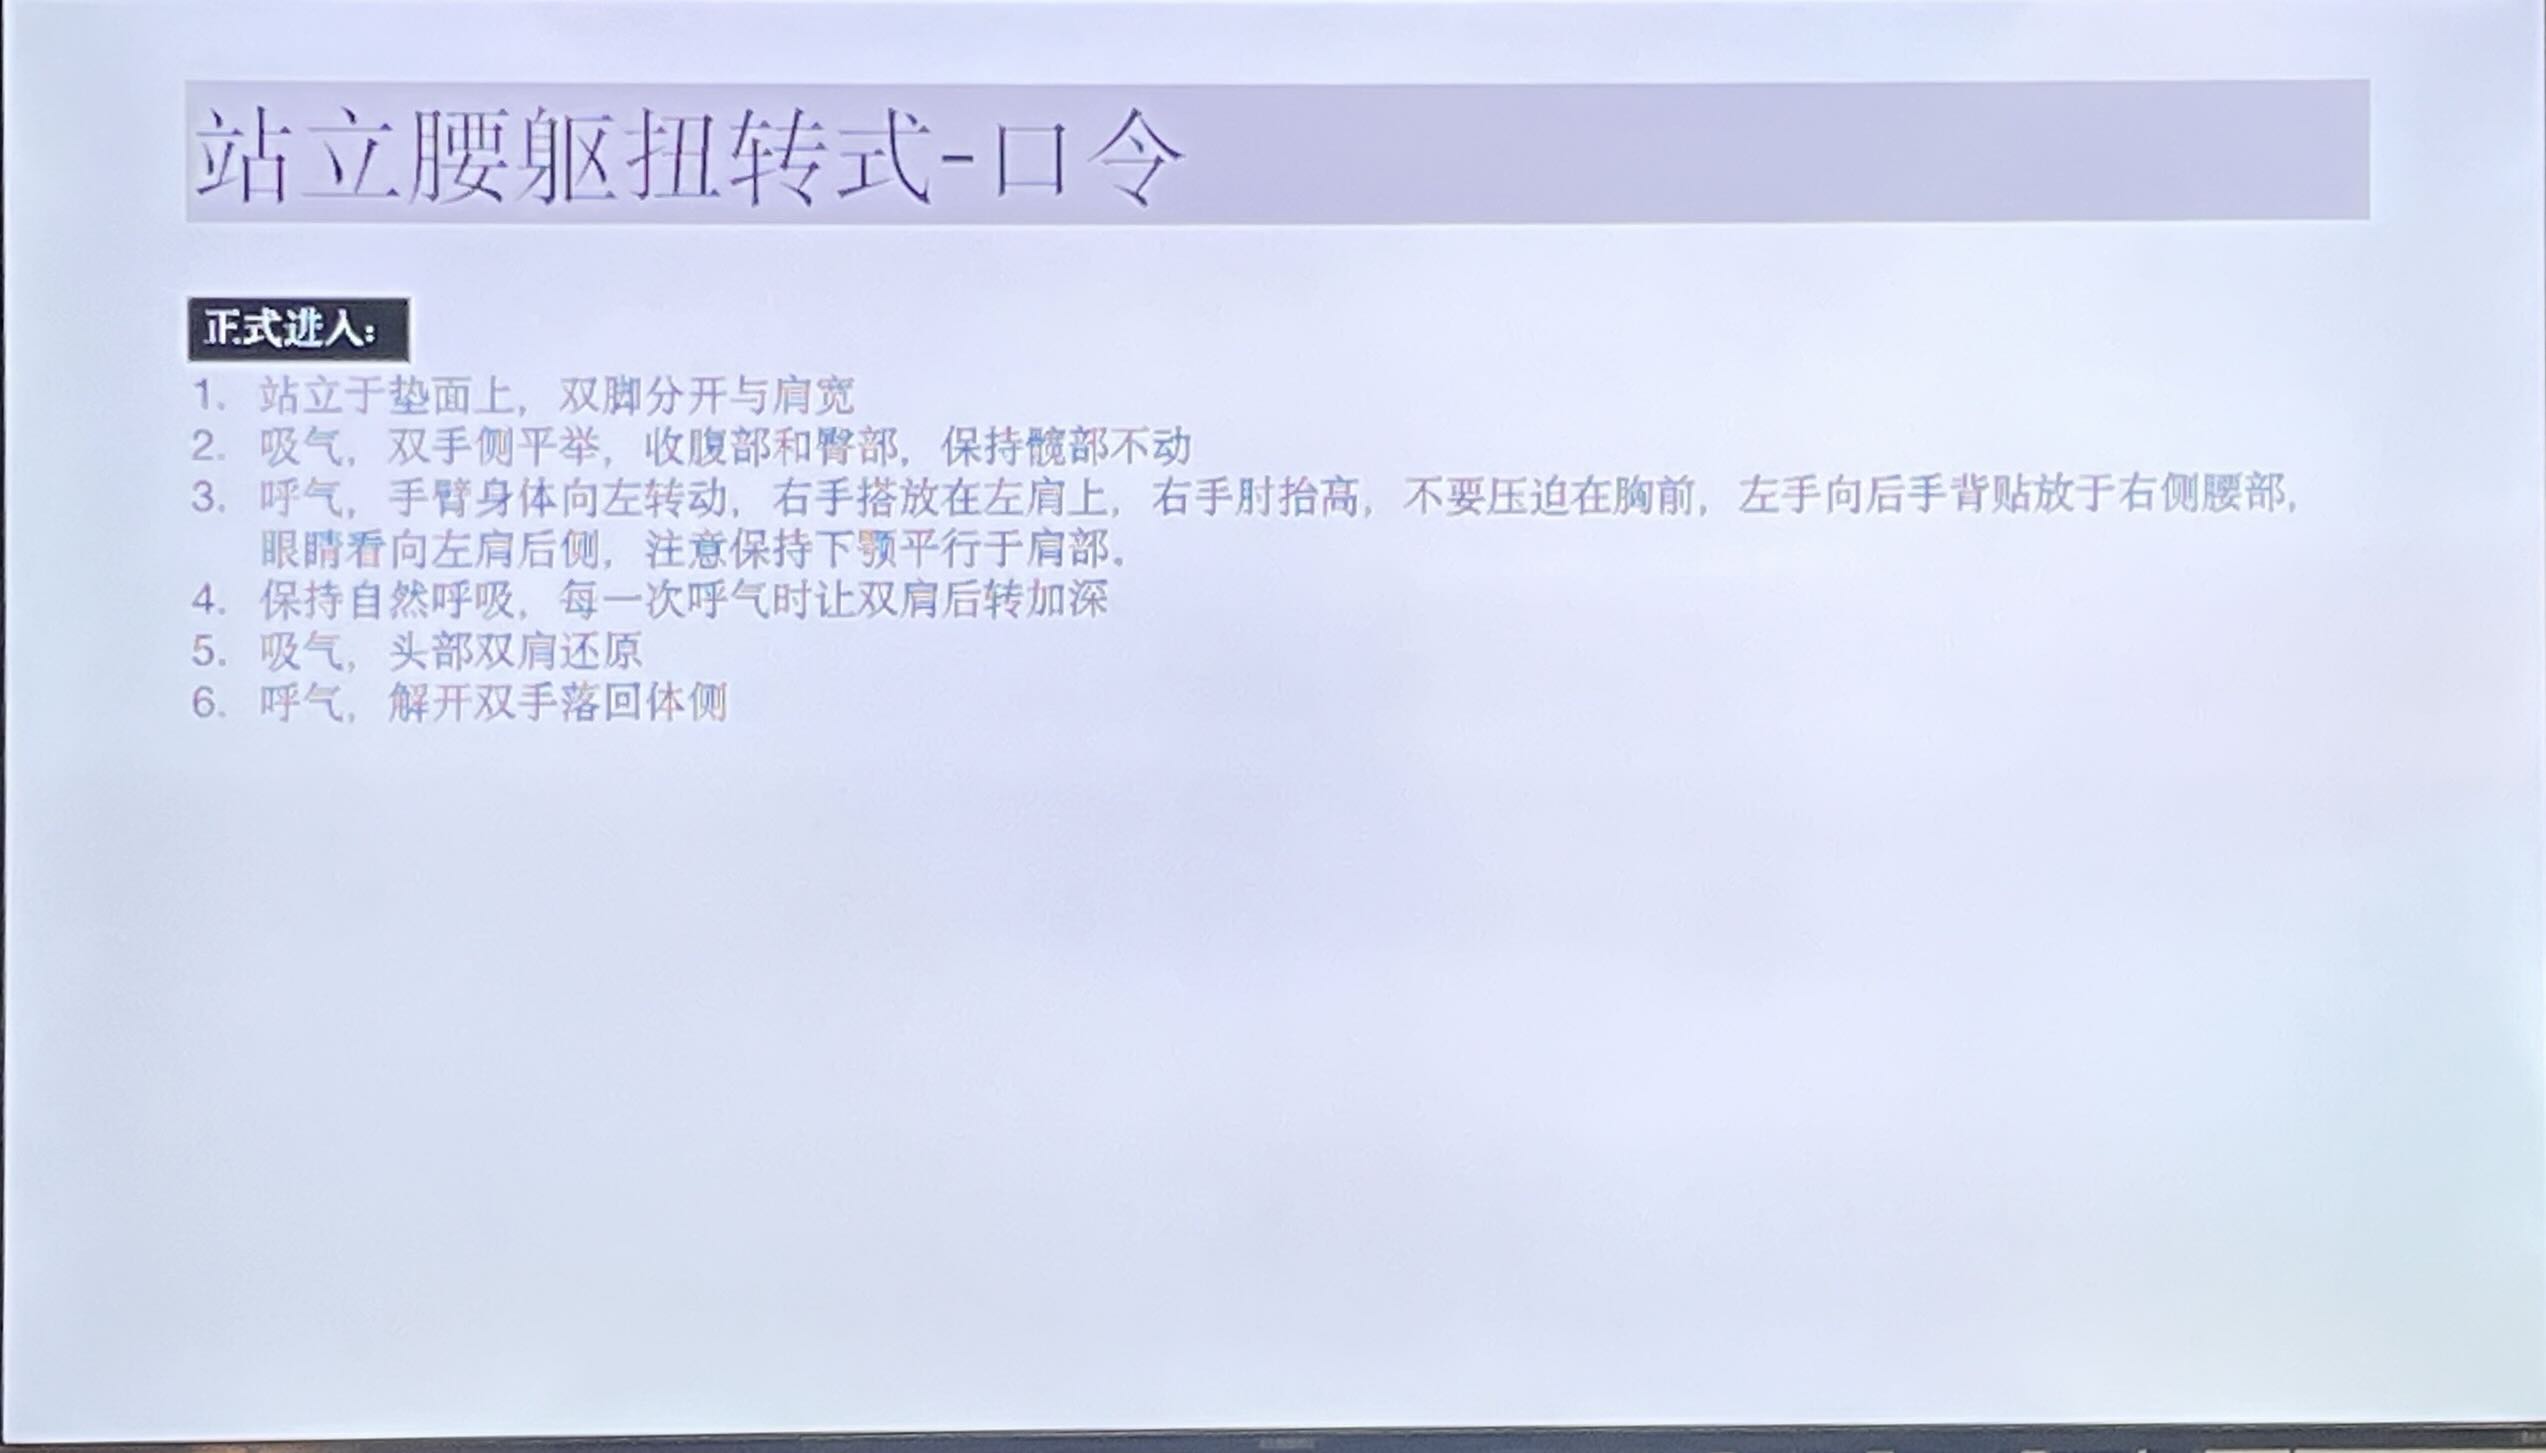 站立腰躯扭转式-口令
正式进入：
1. 站立于垫面上，双脚分开与肩宽
2. 吸气，双手侧平举，收腹部和臀部，保持髋部不动
3. 呼气，手臂身体向左转动，右手搭放在左肩上，右手肘抬高，不要压迫在胸前，左手向后手背贴放于右侧腰部，
眼睛看向左肩后侧，注意保持下颚平行于肩部。
4. 保持自然呼吸，每一次呼气时让双肩后转加深
5. 吸气，头部双肩还原
6. 呼气，解开双手落回体侧